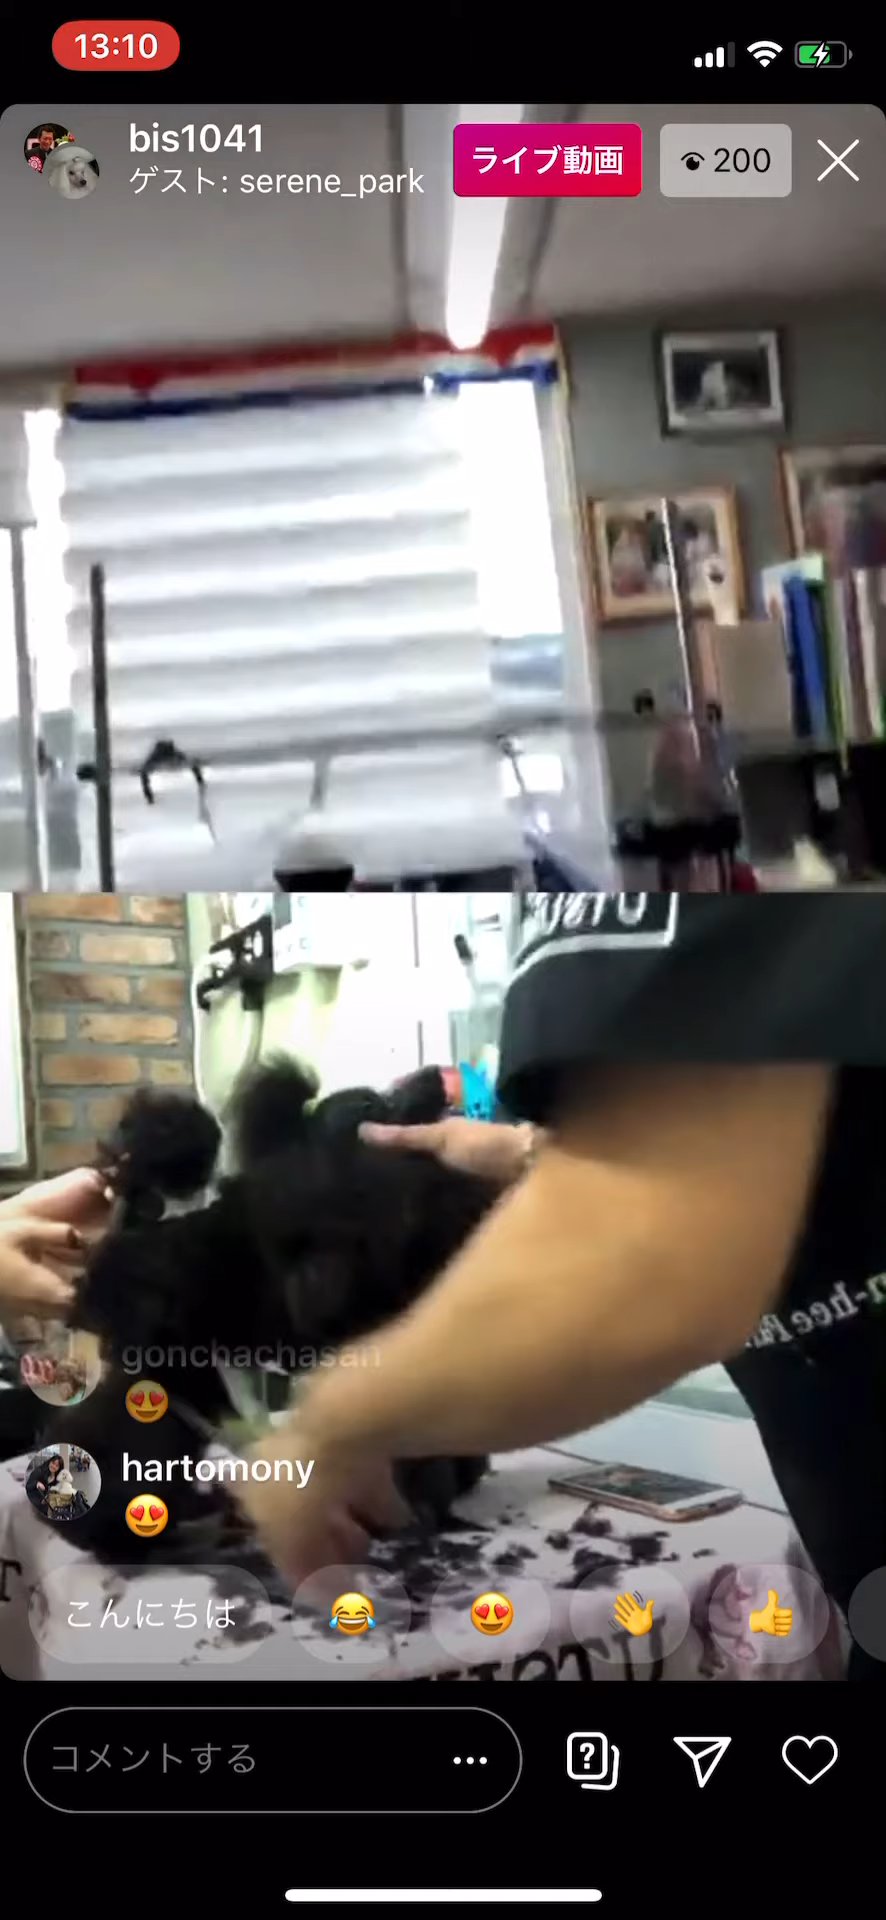 13:10
bis1041
ゲスト: serene_park
ライブ動画
200
gonchachasan
😍
hartomony
😍
こんにちは
😂
😍
👋
👍
コメントする